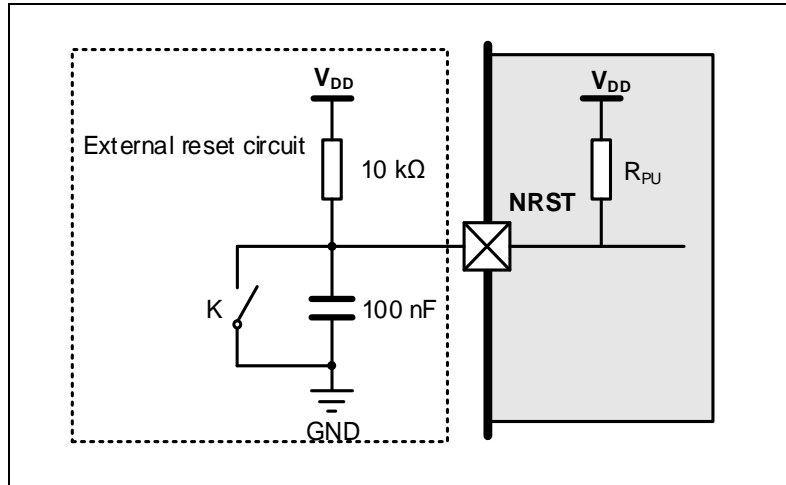 VDD
External reset circuit
10 kΩ
K
100 nF
GND
NRST
VDD
RPU